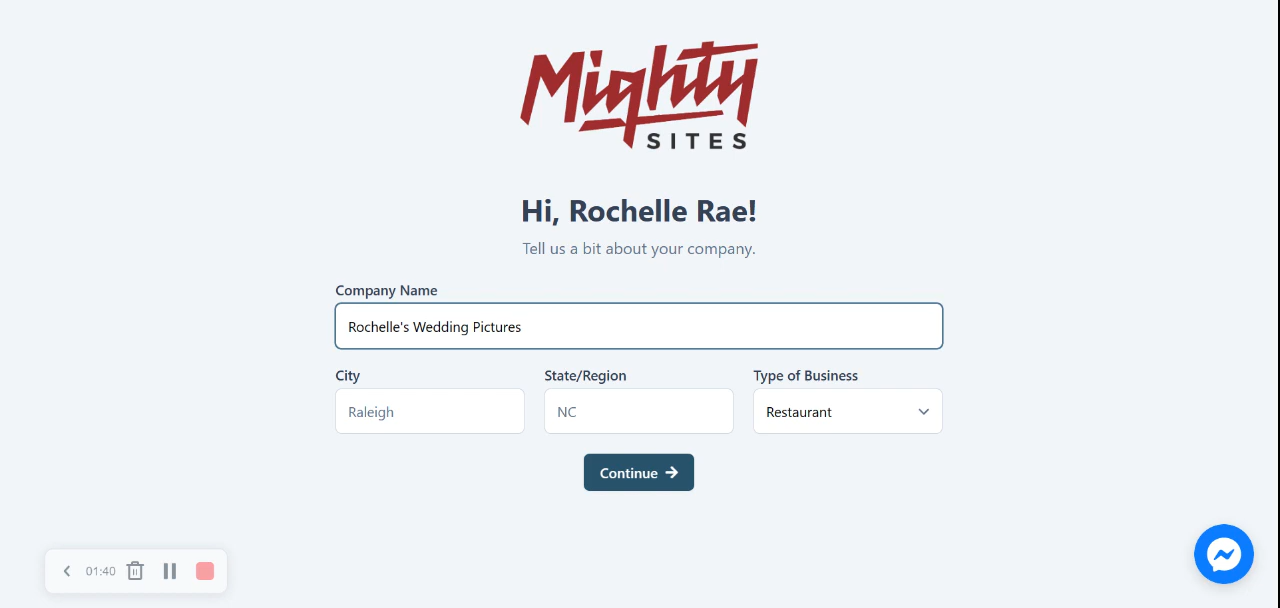 Mighty
SITES
Hi, Rochelle Rae!
Tell us a bit about your company.
Company Name
Rochelle's Wedding Pictures
City State/Region Type of Business
Raleigh NC Restaurant
Continue
01:40